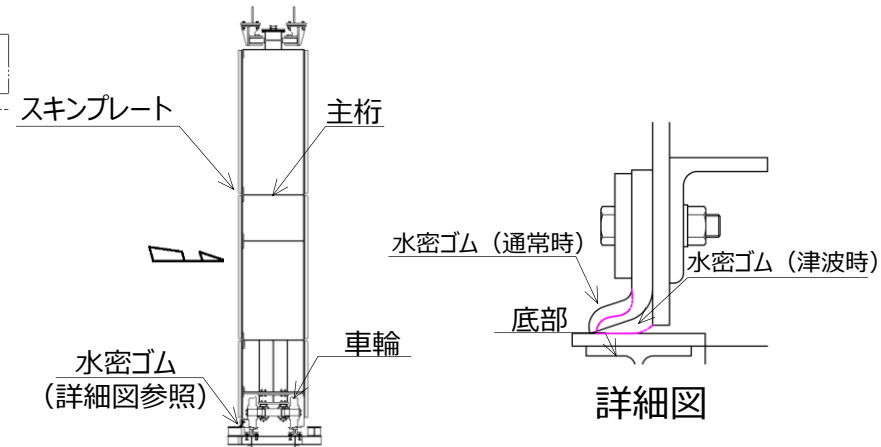 スキンプレート
主桁
水密ゴム（通常時）
水密ゴム（津波時）
底部
車輪
水密ゴム
（詳細図参照）
詳細図